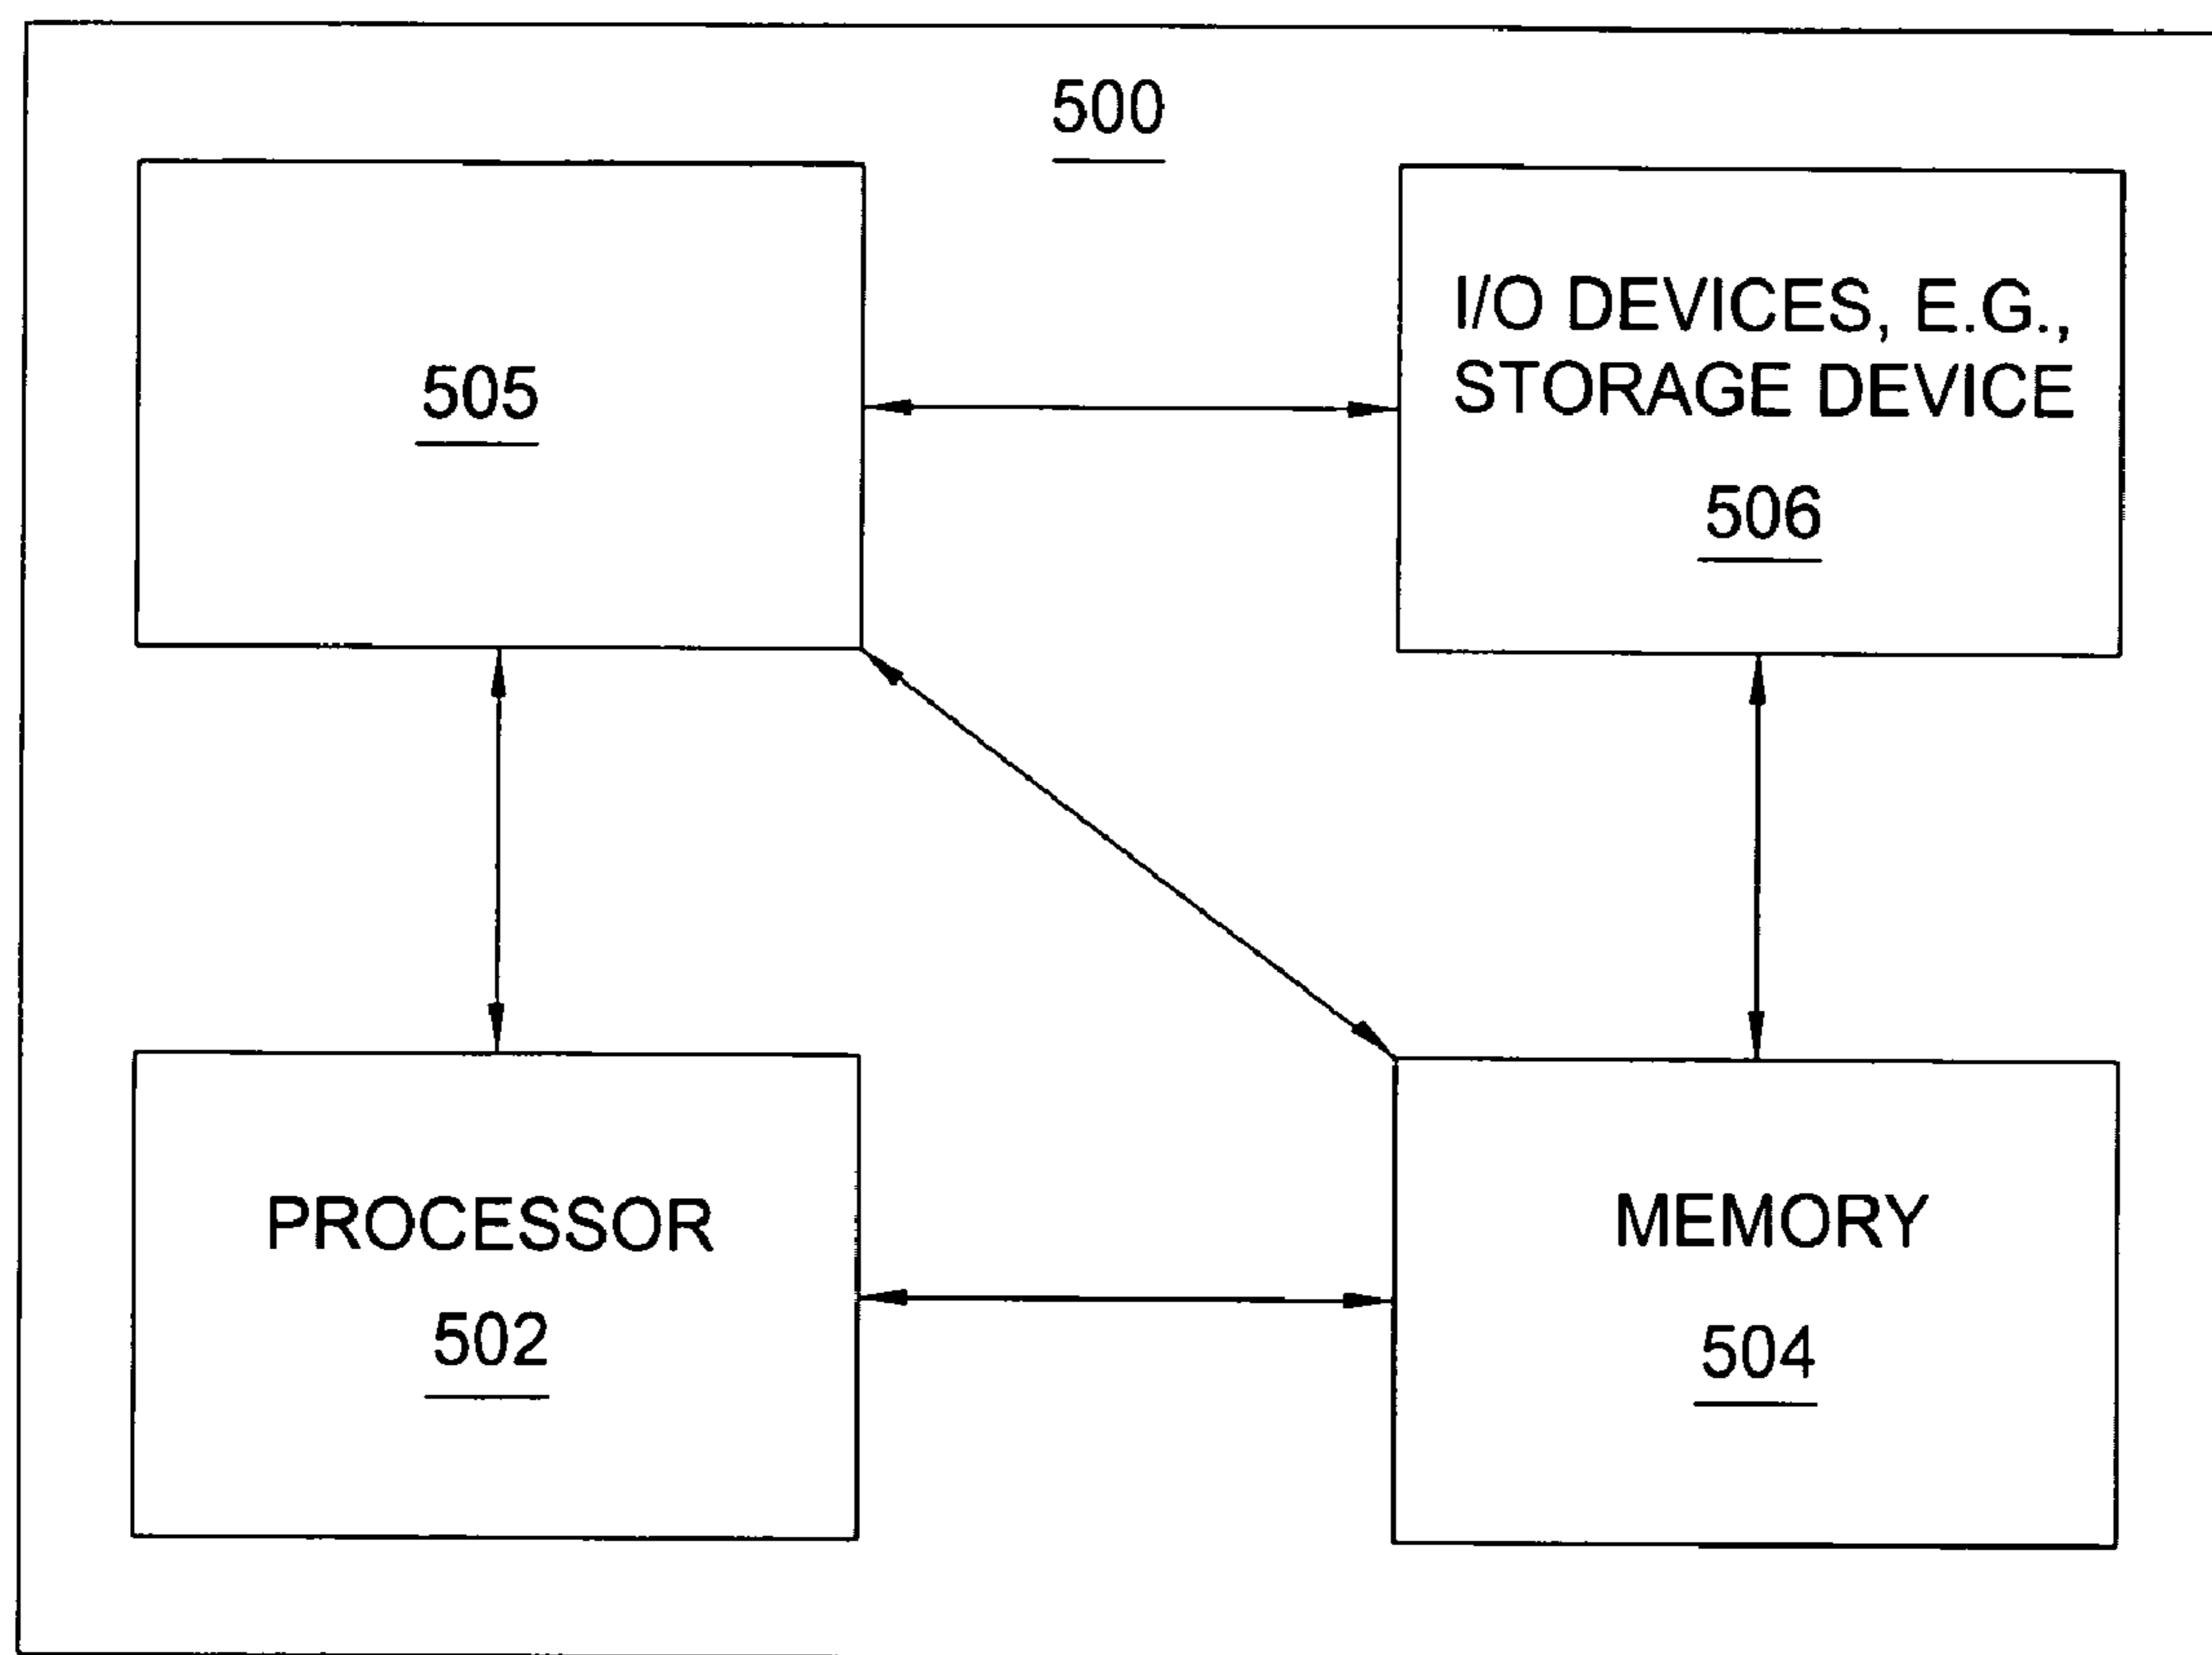 500
505
I/O DEVICES, E.G.,
STORAGE DEVICE
506
PROCESSOR
502
MEMORY
504